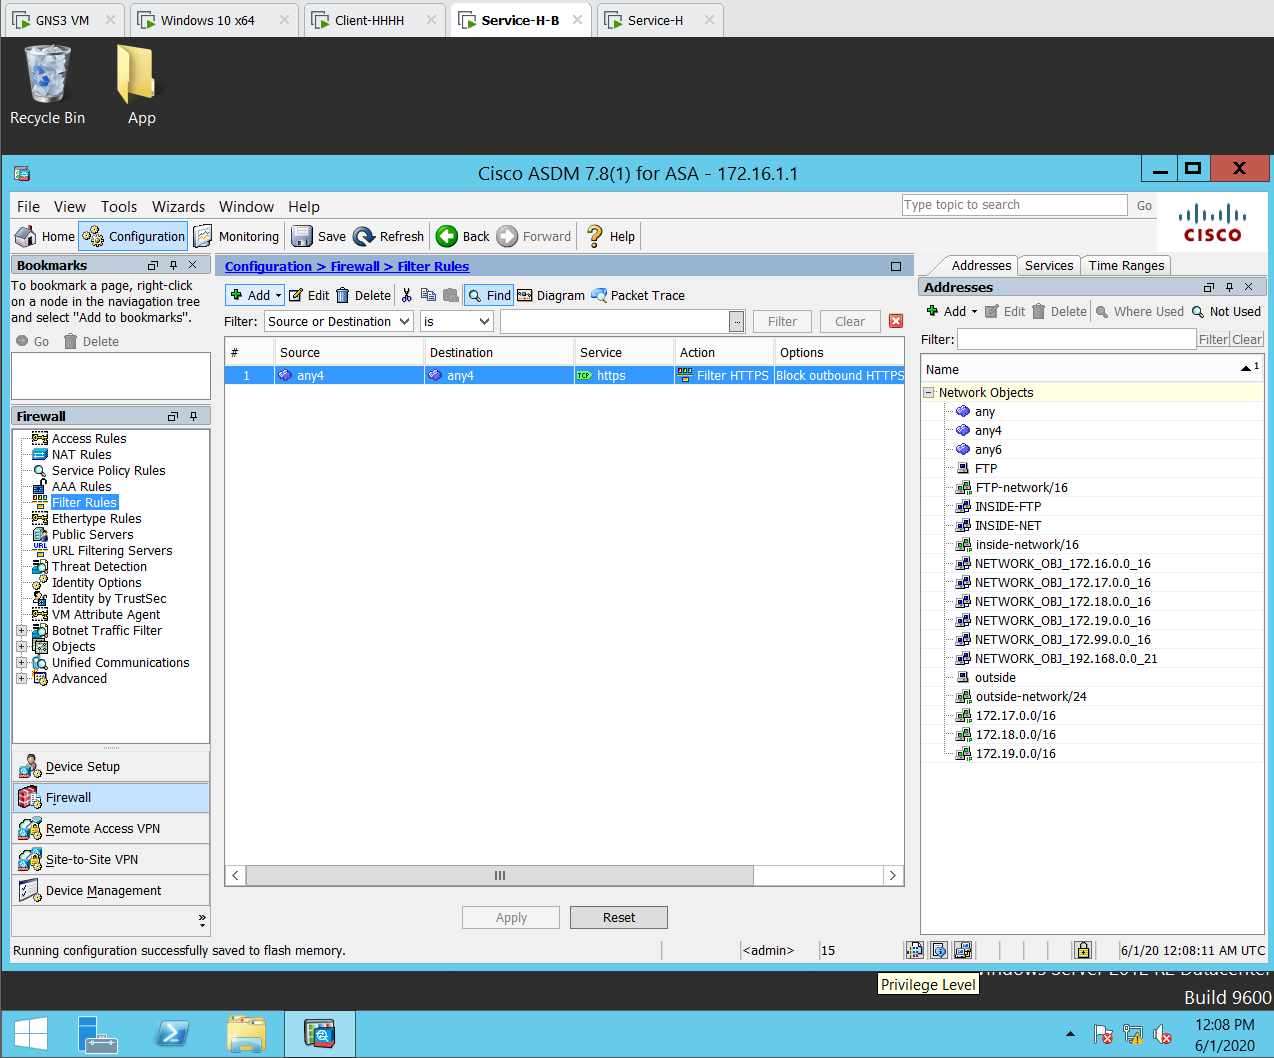 GNS3 VM
Windows 10 x64
Client-HHHH
Service-H-B
Service-H
Recycle Bin
App
Cisco ASDM 7.8(1) for ASA - 172.16.1.1
File View Tools Wizards Window Help
Type topic to search
Go
CISCO
Home Configuration Monitoring Save Refresh Back Forward Help
Bookmarks
To bookmark a page, right-click
on a node in the naviagation tree
and select "Add to bookmarks".
Go Delete
Firewall
Access Rules
NAT Rules
Service Policy Rules
AAA Rules
Filter Rules
Ethertype Rules
Public Servers
URL Filtering Servers
Threat Detection
Identity Options
Identity by TrustSec
VM Attribute Agent
Botnet Traffic Filter
Objects
Unified Communications
Advanced
Device Setup
Firewall
Remote Access VPN
Site-to-Site VPN
Device Management
Configuration > Firewall > Filter Rules
Add Edit Delete Find Diagram Packet Trace
Filter: Source or Destination is ... Filter Clear
# Source Destination Service Action Options
1 any4 any4 TCP https Filter HTTPS Block outbound HTTPS
Apply Reset
Addresses Services Time Ranges
Addresses
Add Edit Delete Where Used Not Used
Filter: Filter Clear
Name 1
Network Objects
any
any4
any6
FTP
FTP-network/16
INSIDE-FTP
INSIDE-NET
inside-network/16
NETWORK_OBJ_172.16.0.0_16
NETWORK_OBJ_172.17.0.0_16
NETWORK_OBJ_172.18.0.0_16
NETWORK_OBJ_172.19.0.0_16
NETWORK_OBJ_172.99.0.0_16
NETWORK_OBJ_192.168.0.0_21
outside
outside-network/24
172.17.0.0/16
172.18.0.0/16
172.19.0.0/16
Running configuration successfully saved to flash memory.
<admin>
15
6/1/20 12:08:11 AM UTC
Privilege Level
Windows Server 2012 R2 Datacenter
Build 9600
12:08 PM
6/1/2020